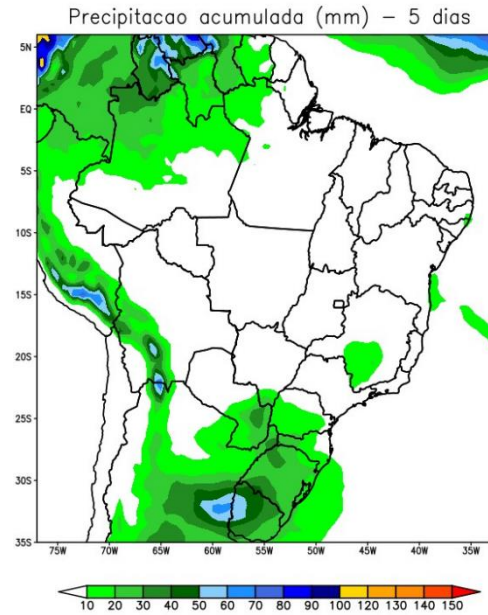 Precipitacao acumulada (mm) – 5 dias
5N
EQ
5S
10S
15S
20S
25S
30S
35S
75W 70W 65W 60W 55W 50W 45W 40W 35W
10 20 30 40 50 60 70 80 90 100 120 130 140 150